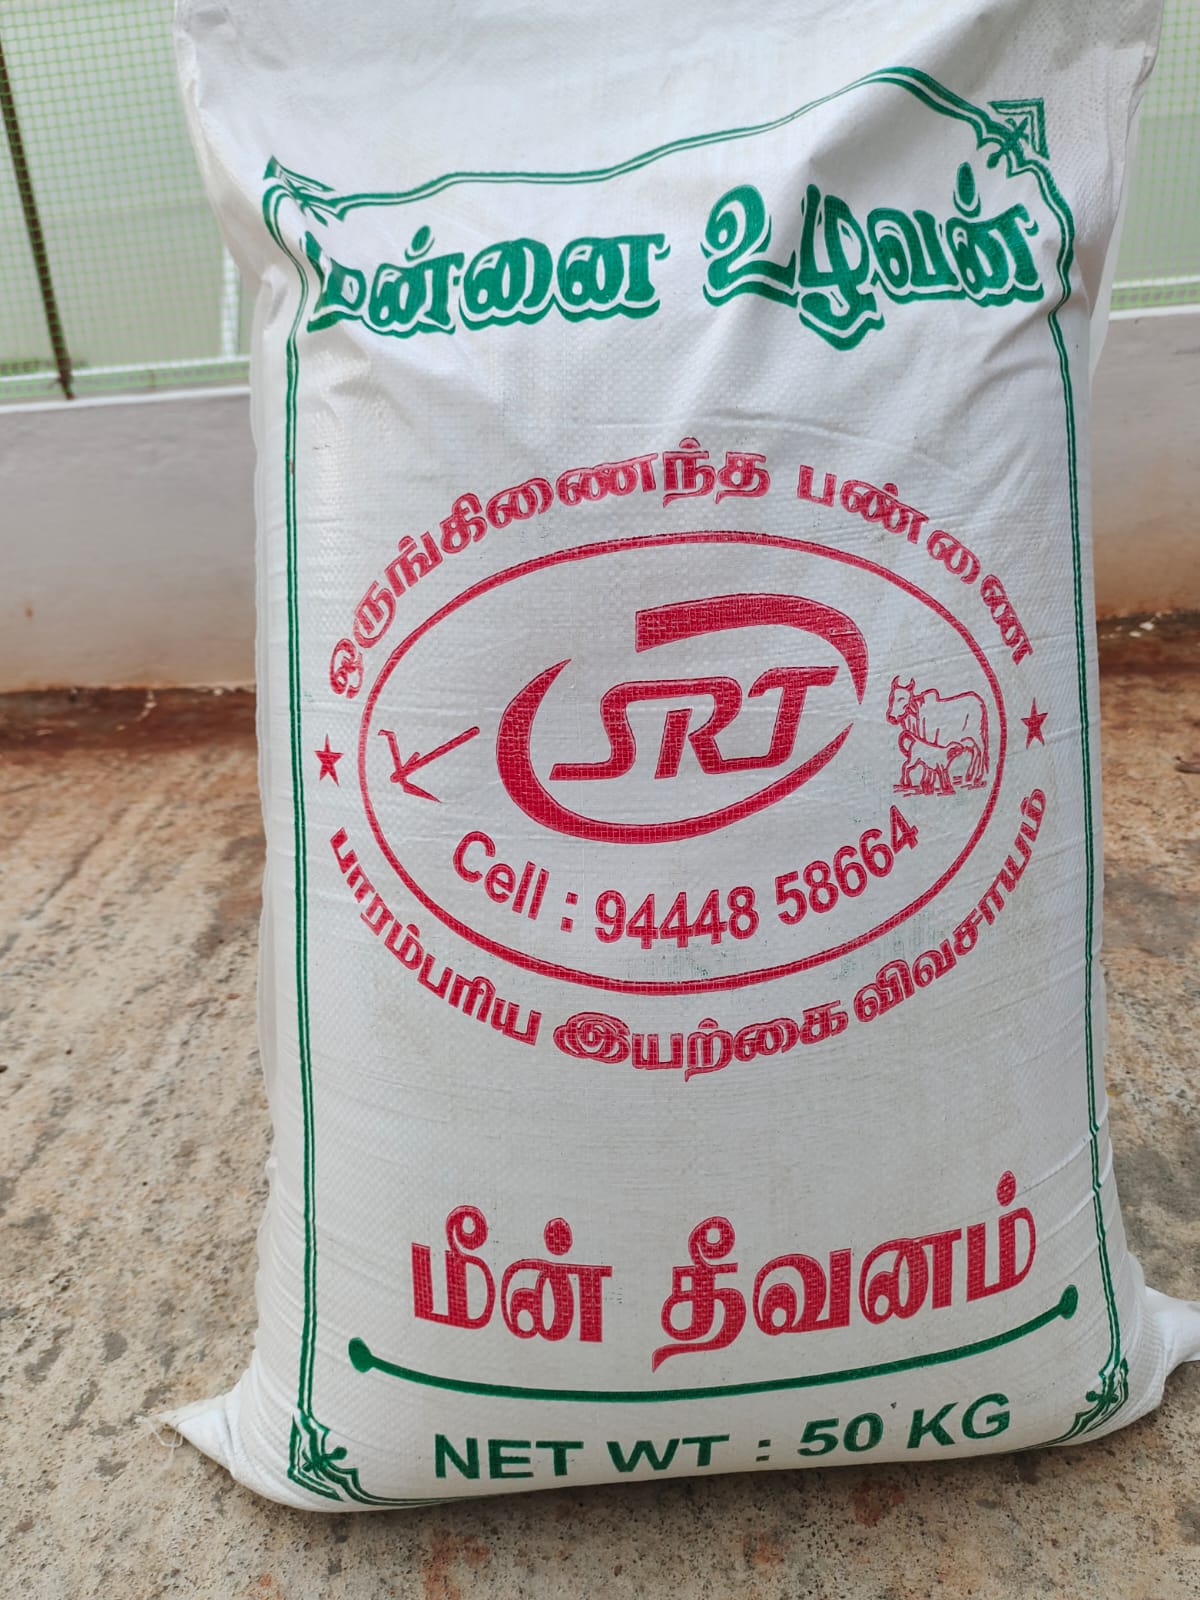 மன்னை உழவன்
ஒருங்கிணைந்த பண்ணை
SRT
Cell : 94448 58664
பாரம்பரிய இயற்கை விவசாயம்
மீன் தீவனம்
NET WT : 50 KG